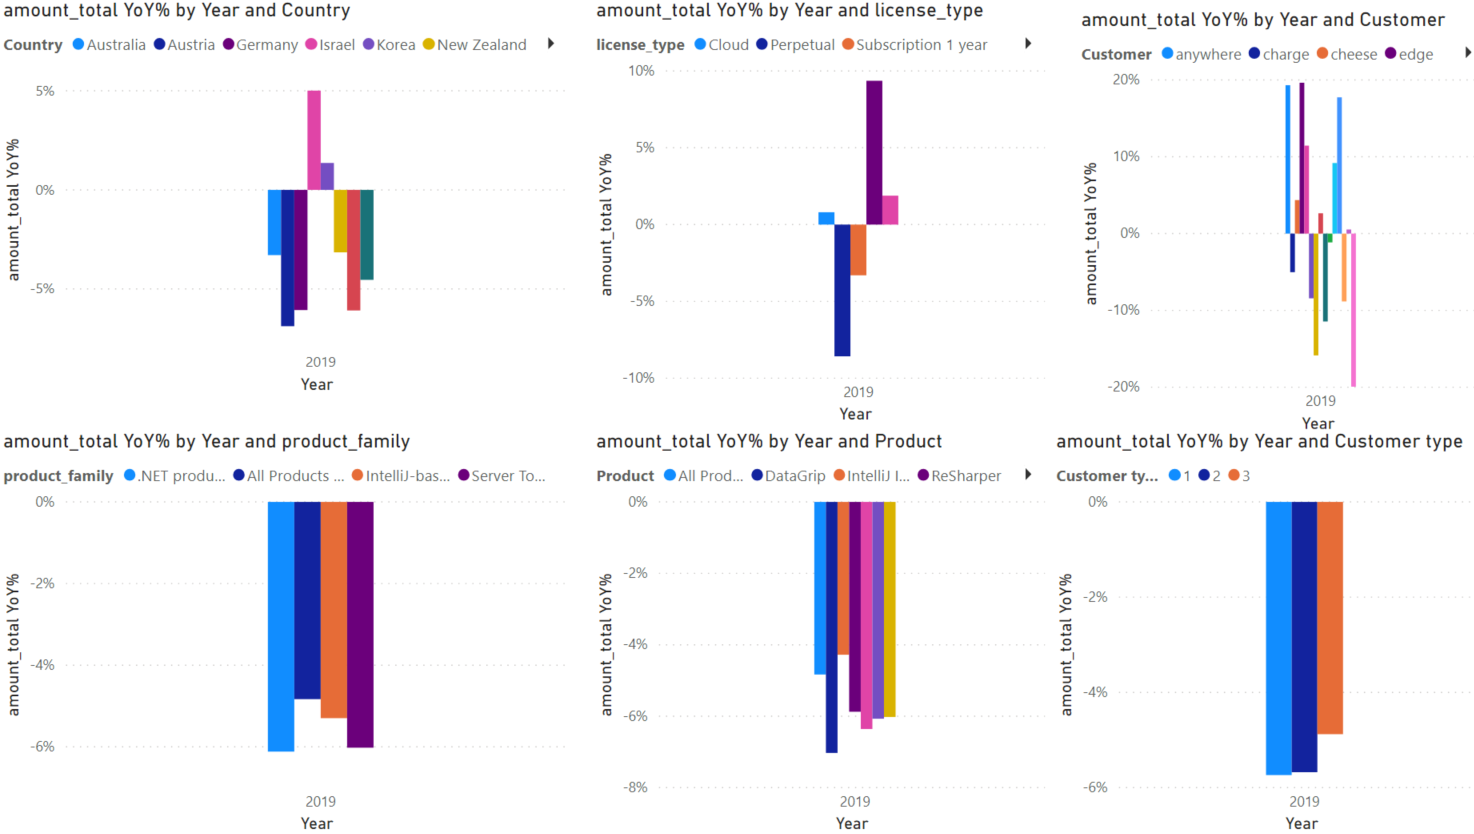 amount_total YoY% by Year and Country
Country Australia Austria Germany Israel Korea New Zealand
5%
0%
-5%
amount_total YoY%
2019
Year
amount_total YoY% by Year and license_type
license_type Cloud Perpetual Subscription 1 year
10%
5%
0%
-5%
-10%
amount_total YoY%
2019
Year
amount_total YoY% by Year and Customer
Customer anywhere charge cheese edge
20%
10%
0%
-10%
-20%
amount_total YoY%
2019
Year
amount_total YoY% by Year and product_family
product_family .NET produ... All Products ... IntelliJ-bas... Server To...
0%
-2%
-4%
-6%
amount_total YoY%
2019
Year
amount_total YoY% by Year and Product
Product All Prod... DataGrip IntelliJ I... ReSharper
0%
-2%
-4%
-6%
-8%
amount_total YoY%
2019
Year
amount_total YoY% by Year and Customer type
Customer ty... 1 2 3
0%
-2%
-4%
-6%
amount_total YoY%
2019
Year